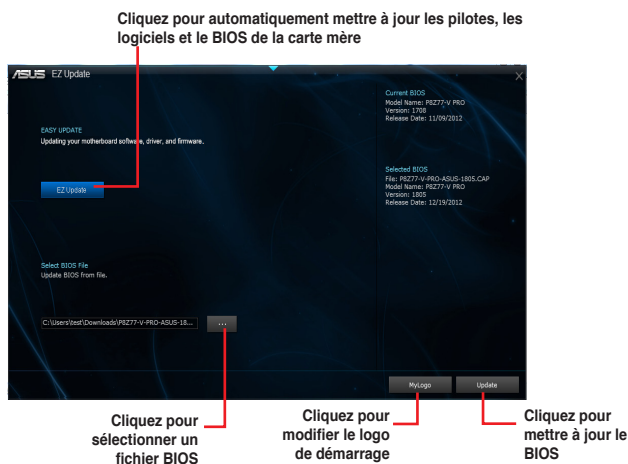 Cliquez pour automatiquement mettre à jour les pilotes, les
logiciels et le BIOS de la carte mère
ASUS EZ Update
X
Current BIOS
Model Name: P8Z77-V PRO
Version: 1708
Release Date: 11/09/2012
EASY UPDATE
Updating your motherboard software, driver, and firmware.
EZ Update
Selected BIOS
File: P8Z77-V-PRO-ASUS-1805.CAP
Model Name: P8Z77-V PRO
Version: 1805
Release Date: 12/19/2012
Select BIOS File
Update BIOS from file.
C:\Users\test\Downloads\P8Z77-V-PRO-ASUS-18...
...
MyLogo
Update
Cliquez pour
sélectionner un
fichier BIOS
Cliquez pour
modifier le logo
de démarrage
Cliquez pour
mettre à jour le
BIOS